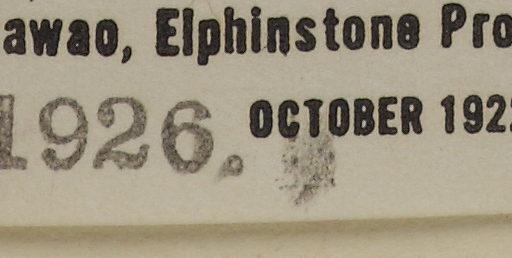 awao, Elphinstone Pro
1926. OCTOBER 192